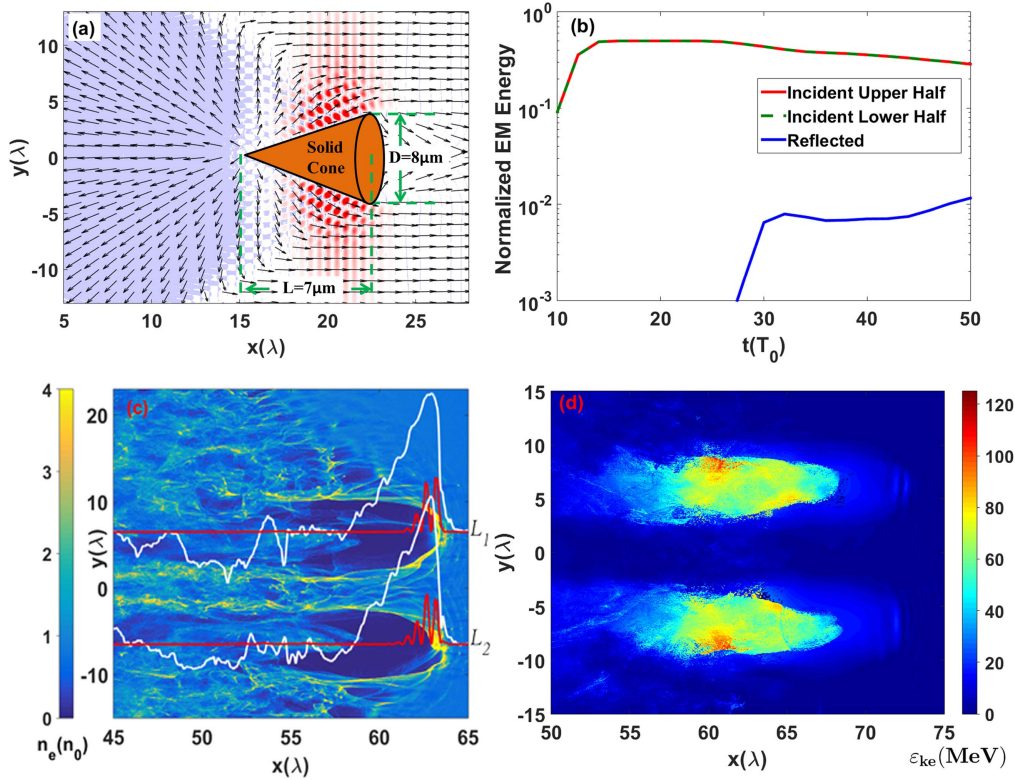 (a)
y(λ)
10
5
0
-5
-10
Solid
Cone
D=8μm
L=7μm
5
10
15
20
25
x(λ)
(b)
Normalized EM Energy
10⁰
10⁻¹
10⁻²
10⁻³
Incident Upper Half
Incident Lower Half
Reflected
10
20
30
40
50
t(T₀)
(c)
4
3
2
1
0
nₑ(n₀)
y(λ)
20
10
0
-10
L₁
L₂
45
50
55
60
65
x(λ)
(d)
y(λ)
15
10
5
0
-5
-10
-15
50
55
60
65
70
75
x(λ)
120
100
80
60
40
20
0
εₖₑ(MeV)